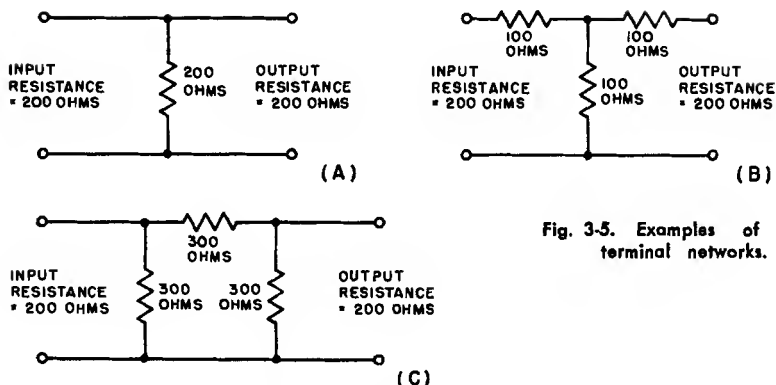 INPUT
RESISTANCE
= 200 OHMS
200
OHMS
OUTPUT
RESISTANCE
= 200 OHMS
(A)
100
OHMS
100
OHMS
INPUT
RESISTANCE
= 200 OHMS
100
OHMS
OUTPUT
RESISTANCE
= 200 OHMS
(B)
300
OHMS
INPUT
RESISTANCE
= 200 OHMS
300
OHMS
300
OHMS
OUTPUT
RESISTANCE
= 200 OHMS
(C)
Fig. 3-5. Examples of
terminal networks.